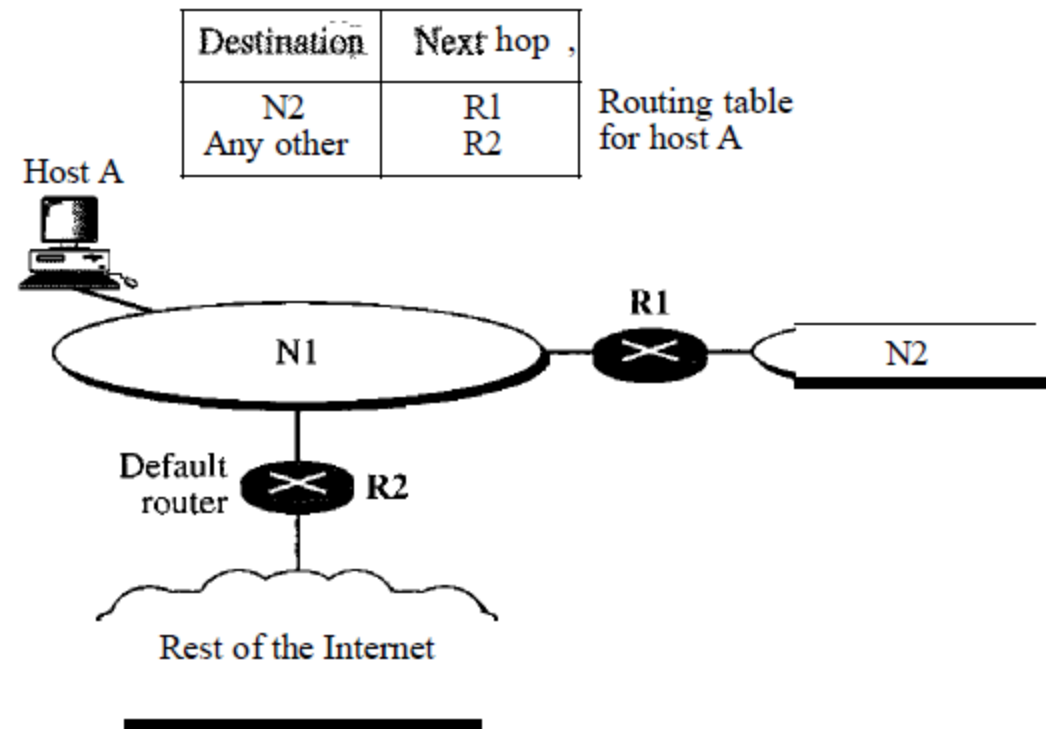 Destination Next hop ,
N2 R1
Any other R2
Routing table
for host A
Host A
R1
N1
N2
Default
router
R2
Rest of the Internet